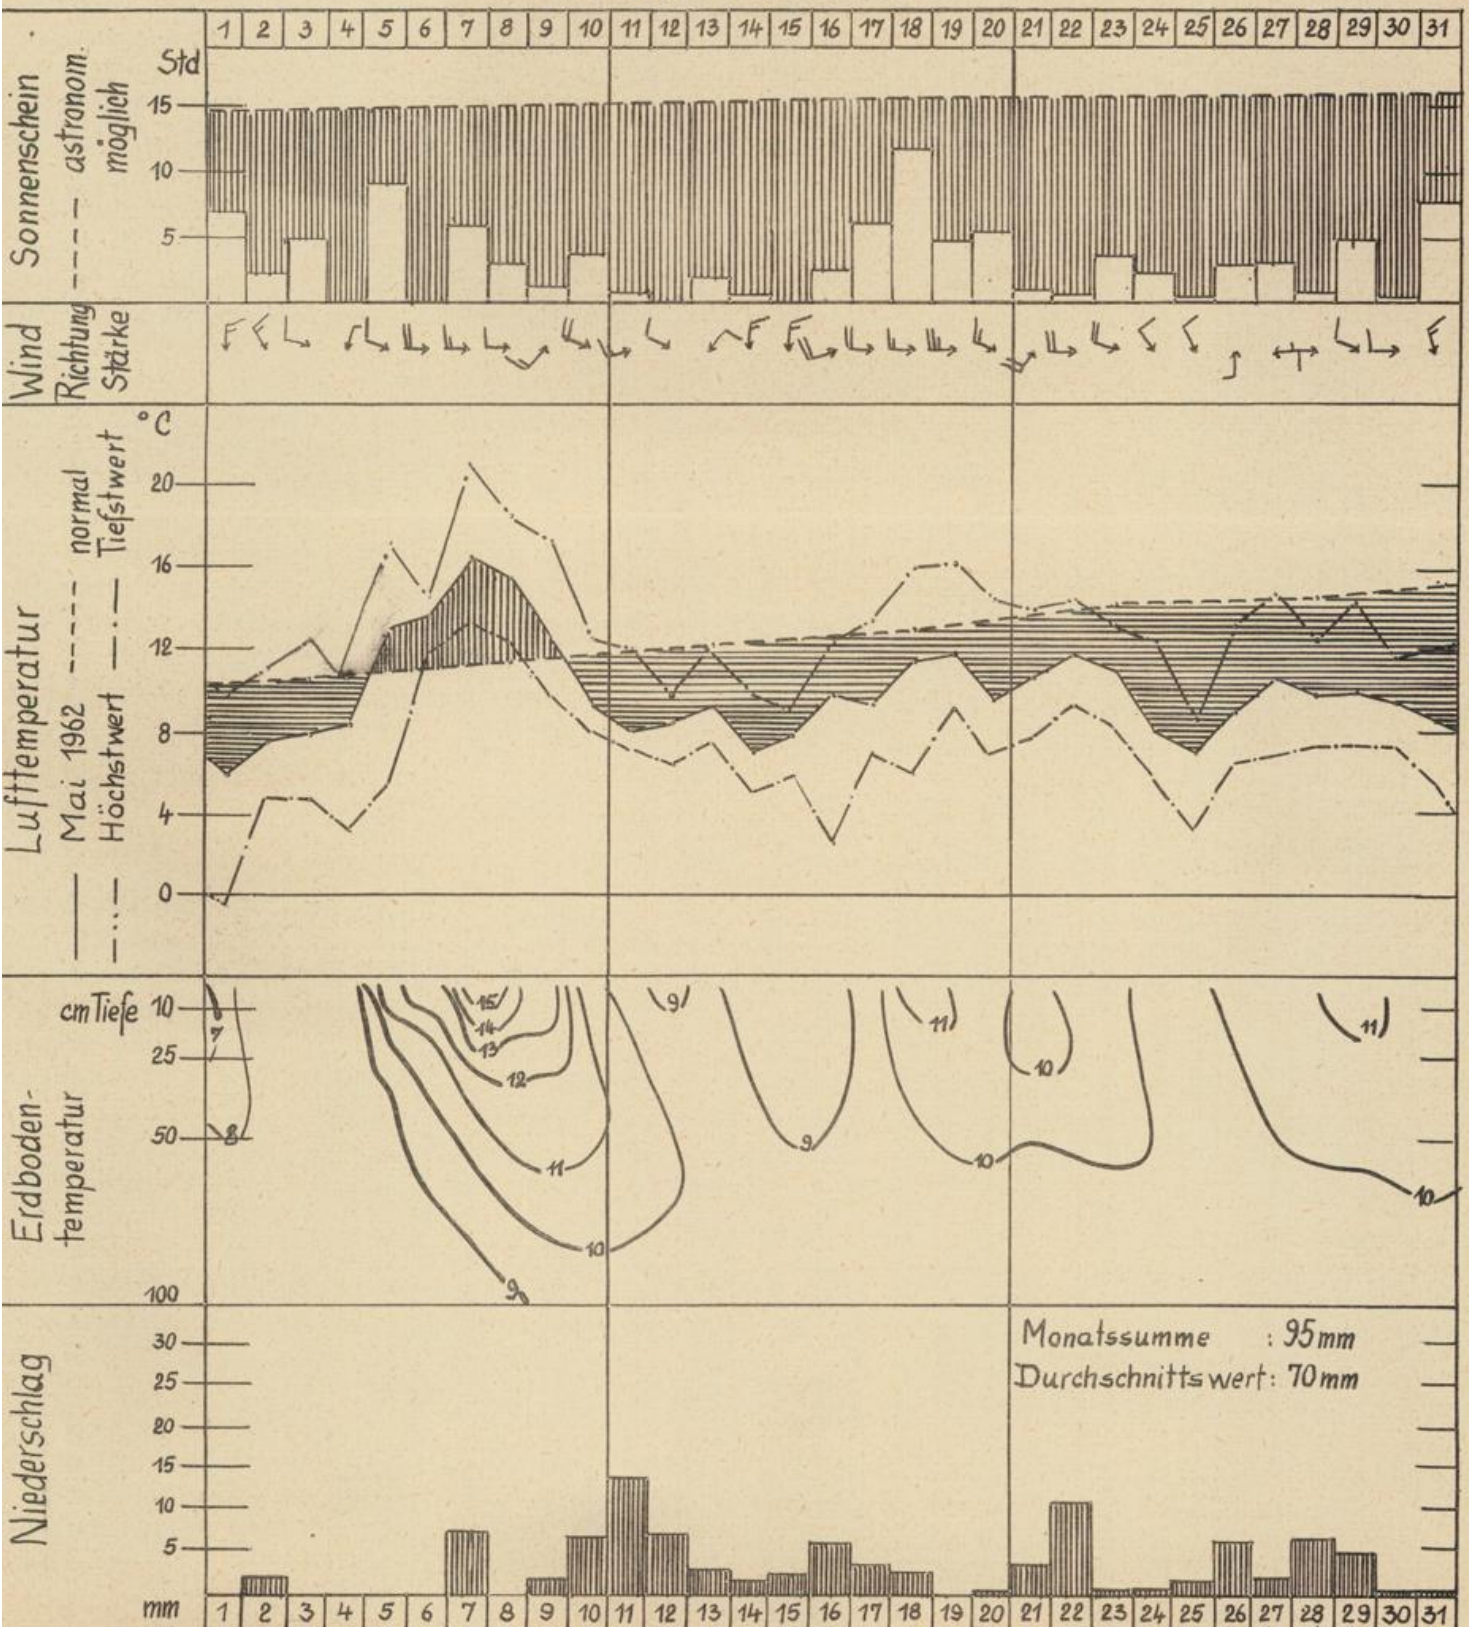 1 2 3 4 5 6 7 8 9 10 11 12 13 14 15 16 17 18 19 20 21 22 23 24 25 26 27 28 29 30 31
Sonnenschein
---- astronom.
möglich
Std
15
10
5
Wind
Richtung
Stärke
Lufttemperatur
—— Mai 1962 ----- normal
—··— Höchstwert —·— Tiefstwert
°C
20
16
12
8
4
0
Erdboden-
temperatur
cm Tiefe 10
25
50
100
7
8
15
14
13
12
11
10
9
9
9
11
10
10
11
10
Niederschlag
30
25
20
15
10
5
mm
Monatssumme : 95 mm
Durchschnittswert: 70 mm
1 2 3 4 5 6 7 8 9 10 11 12 13 14 15 16 17 18 19 20 21 22 23 24 25 26 27 28 29 30 31